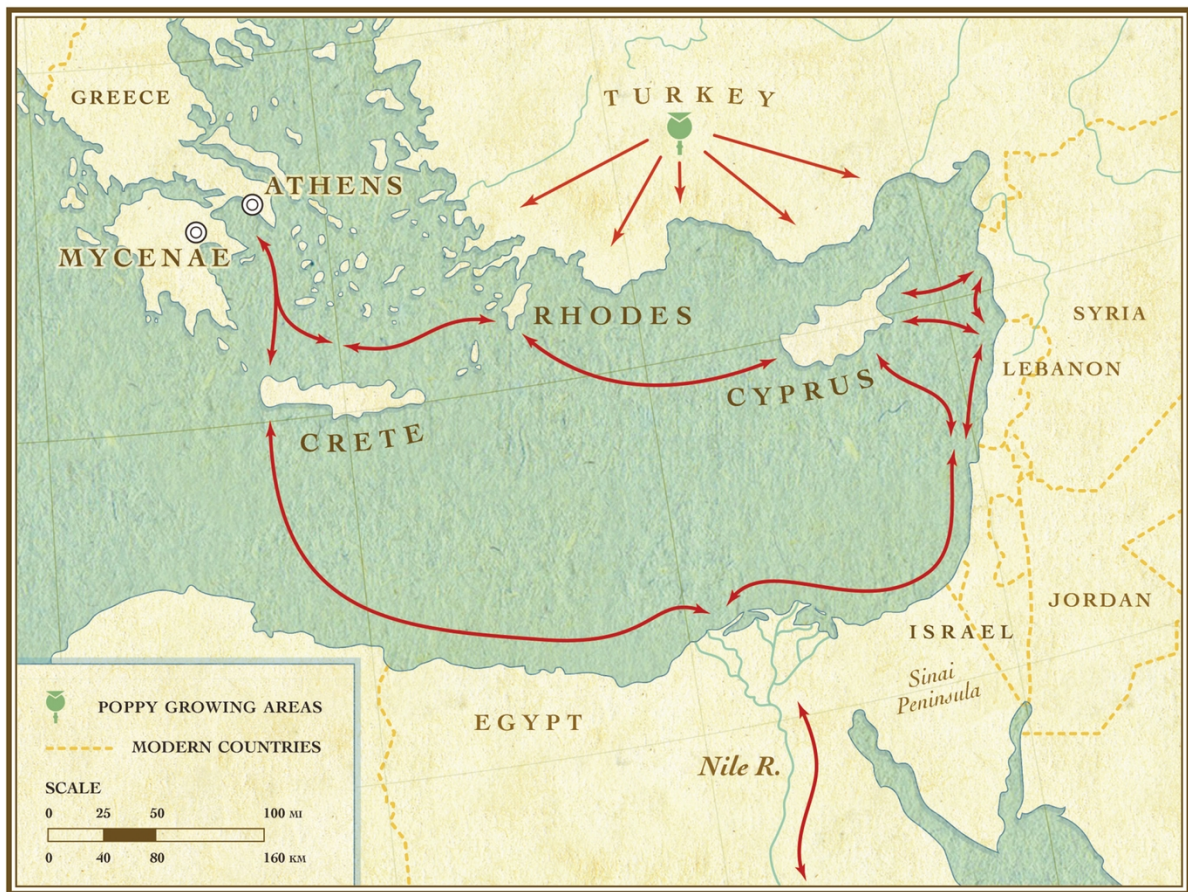 GREECE
TURKEY
ATHENS
MYCENAE
RHODES
SYRIA
LEBANON
CYPRUS
CRETE
JORDAN
ISRAEL
Sinai
Peninsula
EGYPT
Nile R.
POPPY GROWING AREAS
MODERN COUNTRIES
SCALE
0 25 50 100 MI
0 40 80 160 KM